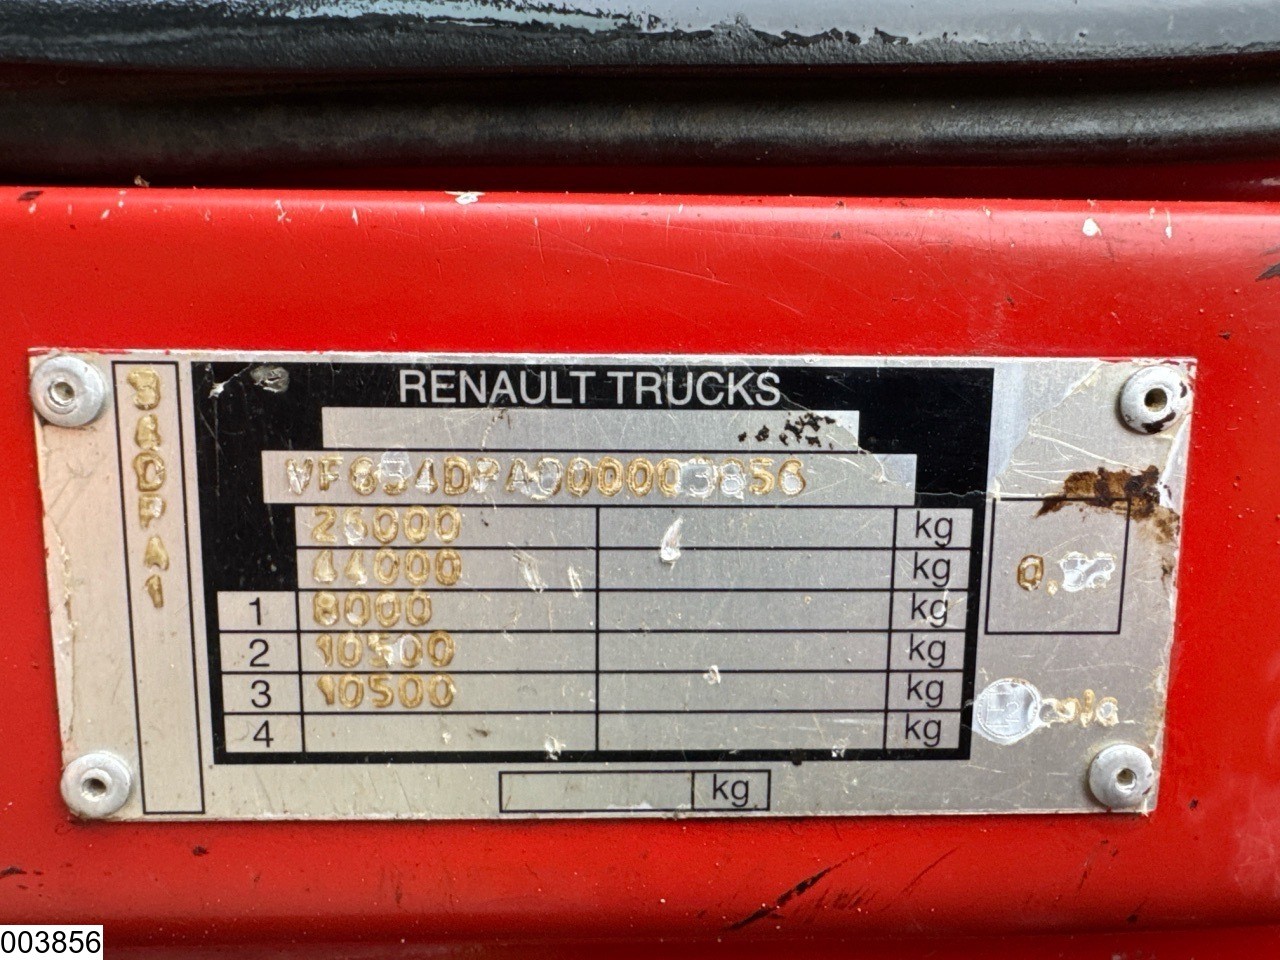 RENAULT TRUCKS
VF634DPA000003856
26000 kg
44000 kg
1 8000 kg
2 10500 kg
3 10500 kg
4 kg
kg
34DPA1
003856